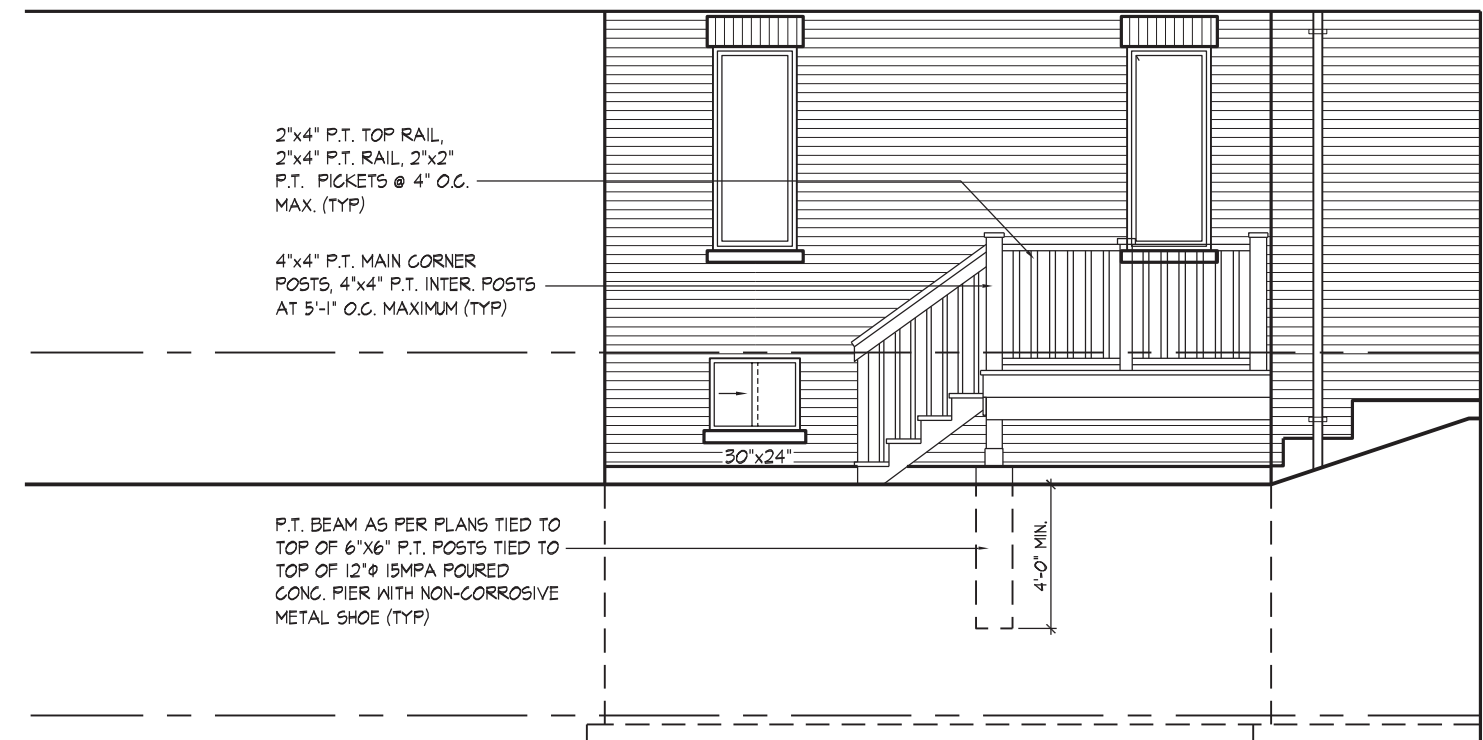 2"x4" P.T. TOP RAIL,
2"x4" P.T. RAIL, 2"x2"
P.T. PICKETS @ 4" O.C.
MAX. (TYP)
4"x4" P.T. MAIN CORNER
POSTS, 4"x4" P.T. INTER. POSTS
AT 5'-1" O.C. MAXIMUM (TYP)
30"x24"
P.T. BEAM AS PER PLANS TIED TO
TOP OF 6"X6" P.T. POSTS TIED TO
TOP OF 12"Φ 15MPA POURED
CONC. PIER WITH NON-CORROSIVE
METAL SHOE (TYP)
4'-0" MIN.